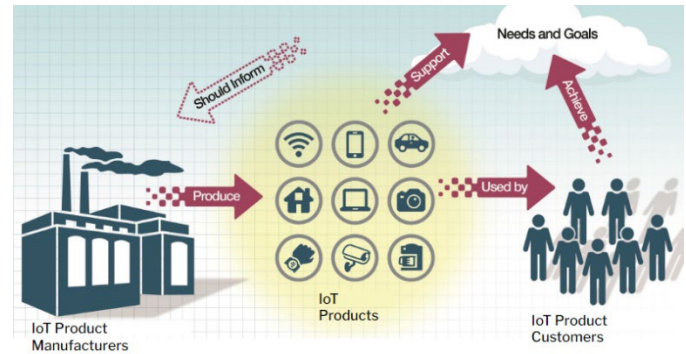 Needs and Goals
Should Inform
Support
Achieve
Produce
Used by
IoT
Products
IoT Product
Manufacturers
IoT Product
Customers